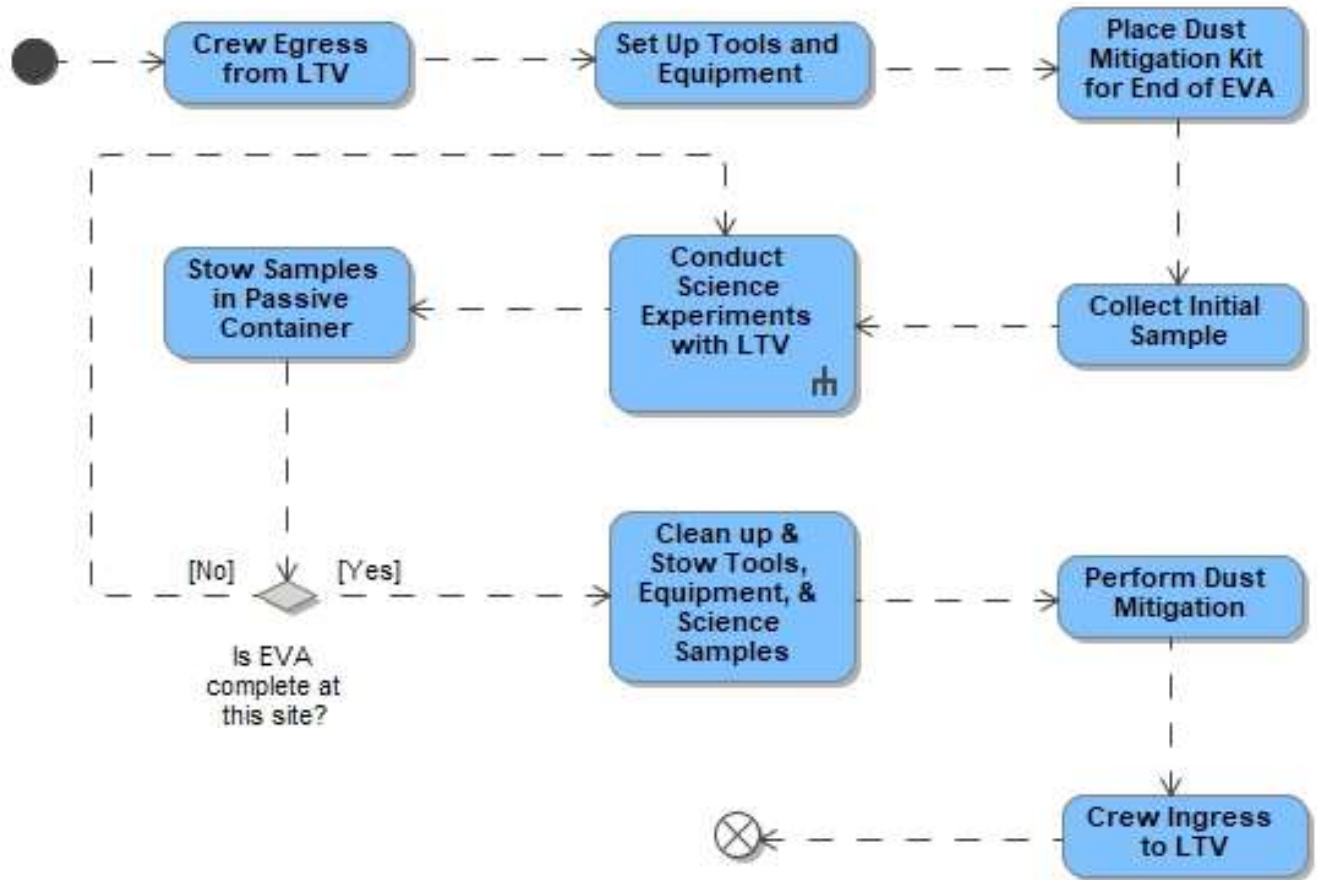 Crew Egress
from LTV
Set Up Tools and
Equipment
Place Dust
Mitigation Kit
for End of EVA
Stow Samples
in Passive
Container
Conduct
Science
Experiments
with LTV
Collect Initial
Sample
[No]
[Yes]
Is EVA
complete at
this site?
Clean up &
Stow Tools,
Equipment, &
Science
Samples
Perform Dust
Mitigation
Crew Ingress
to LTV